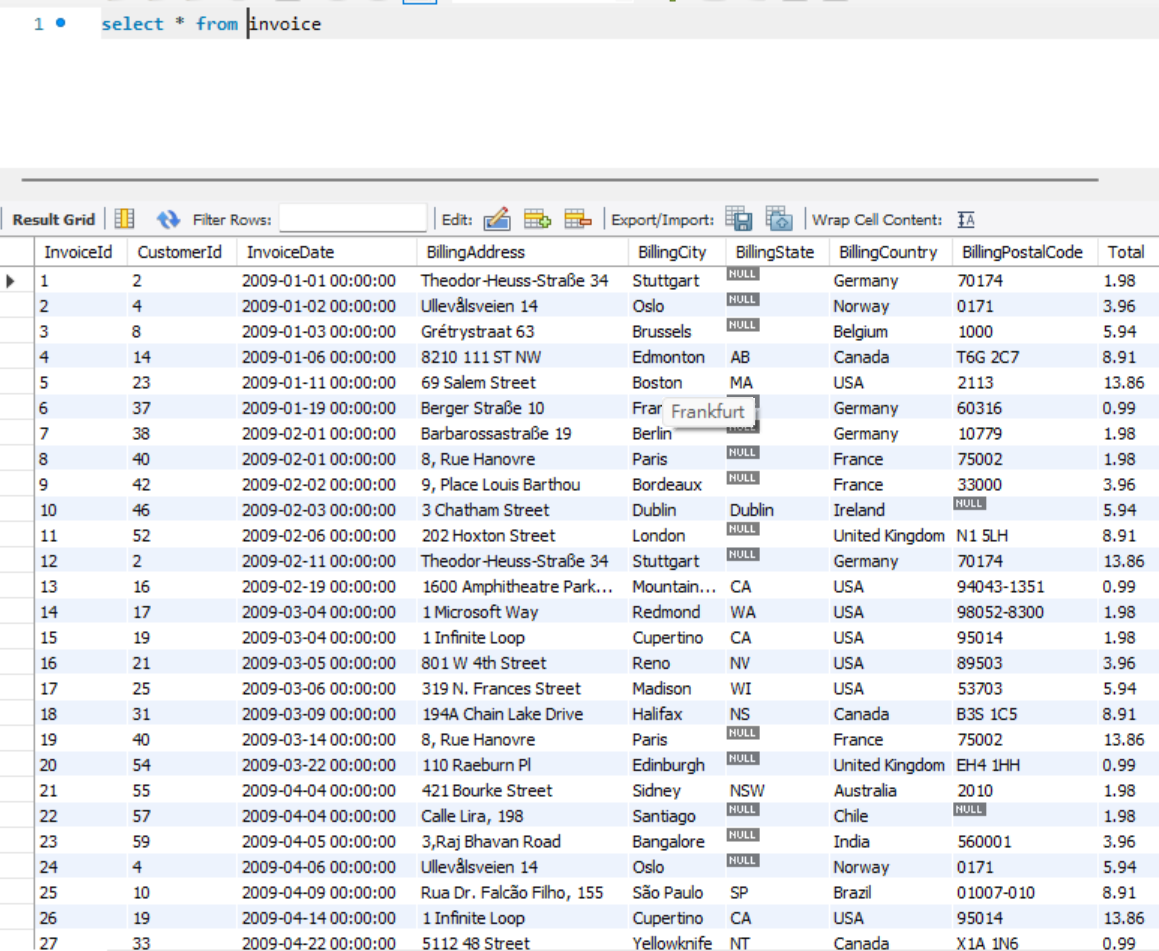 1 select * from invoice
Result Grid Filter Rows: Edit: Export/Import: Wrap Cell Content: IA
InvoiceId CustomerId InvoiceDate BillingAddress BillingCity BillingState BillingCountry BillingPostalCode Total
1 2 2009-01-01 00:00:00 Theodor-Heuss-Straße 34 Stuttgart NULL Germany 70174 1.98
2 4 2009-01-02 00:00:00 Ullevålsveien 14 Oslo NULL Norway 0171 3.96
3 8 2009-01-03 00:00:00 Grétrystraat 63 Brussels NULL Belgium 1000 5.94
4 14 2009-01-06 00:00:00 8210 111 ST NW Edmonton AB Canada T6G 2C7 8.91
5 23 2009-01-11 00:00:00 69 Salem Street Boston MA USA 2113 13.86
6 37 2009-01-19 00:00:00 Berger Straße 10 Fran Frankfurt Germany 60316 0.99
7 38 2009-02-01 00:00:00 Barbarossastraße 19 Berlin NULL Germany 10779 1.98
8 40 2009-02-01 00:00:00 8, Rue Hanovre Paris NULL France 75002 1.98
9 42 2009-02-02 00:00:00 9, Place Louis Barthou Bordeaux NULL France 33000 3.96
10 46 2009-02-03 00:00:00 3 Chatham Street Dublin Dublin Ireland NULL 5.94
11 52 2009-02-06 00:00:00 202 Hoxton Street London NULL United Kingdom N1 5LH 8.91
12 2 2009-02-11 00:00:00 Theodor-Heuss-Straße 34 Stuttgart NULL Germany 70174 13.86
13 16 2009-02-19 00:00:00 1600 Amphitheatre Park... Mountain... CA USA 94043-1351 0.99
14 17 2009-03-04 00:00:00 1 Microsoft Way Redmond WA USA 98052-8300 1.98
15 19 2009-03-04 00:00:00 1 Infinite Loop Cupertino CA USA 95014 1.98
16 21 2009-03-05 00:00:00 801 W 4th Street Reno NV USA 89503 3.96
17 25 2009-03-06 00:00:00 319 N. Frances Street Madison WI USA 53703 5.94
18 31 2009-03-09 00:00:00 194A Chain Lake Drive Halifax NS Canada B3S 1C5 8.91
19 40 2009-03-14 00:00:00 8, Rue Hanovre Paris NULL France 75002 13.86
20 54 2009-03-22 00:00:00 110 Raeburn Pl Edinburgh NULL United Kingdom EH4 1HH 0.99
21 55 2009-04-04 00:00:00 421 Bourke Street Sidney NSW Australia 2010 1.98
22 57 2009-04-04 00:00:00 Calle Lira, 198 Santiago NULL Chile NULL 1.98
23 59 2009-04-05 00:00:00 3,Raj Bhavan Road Bangalore NULL India 560001 3.96
24 4 2009-04-06 00:00:00 Ullevålsveien 14 Oslo NULL Norway 0171 5.94
25 10 2009-04-09 00:00:00 Rua Dr. Falcão Filho, 155 São Paulo SP Brazil 01007-010 8.91
26 19 2009-04-14 00:00:00 1 Infinite Loop Cupertino CA USA 95014 13.86
27 33 2009-04-22 00:00:00 5112 48 Street Yellowknife NT Canada X1A 1N6 0.99